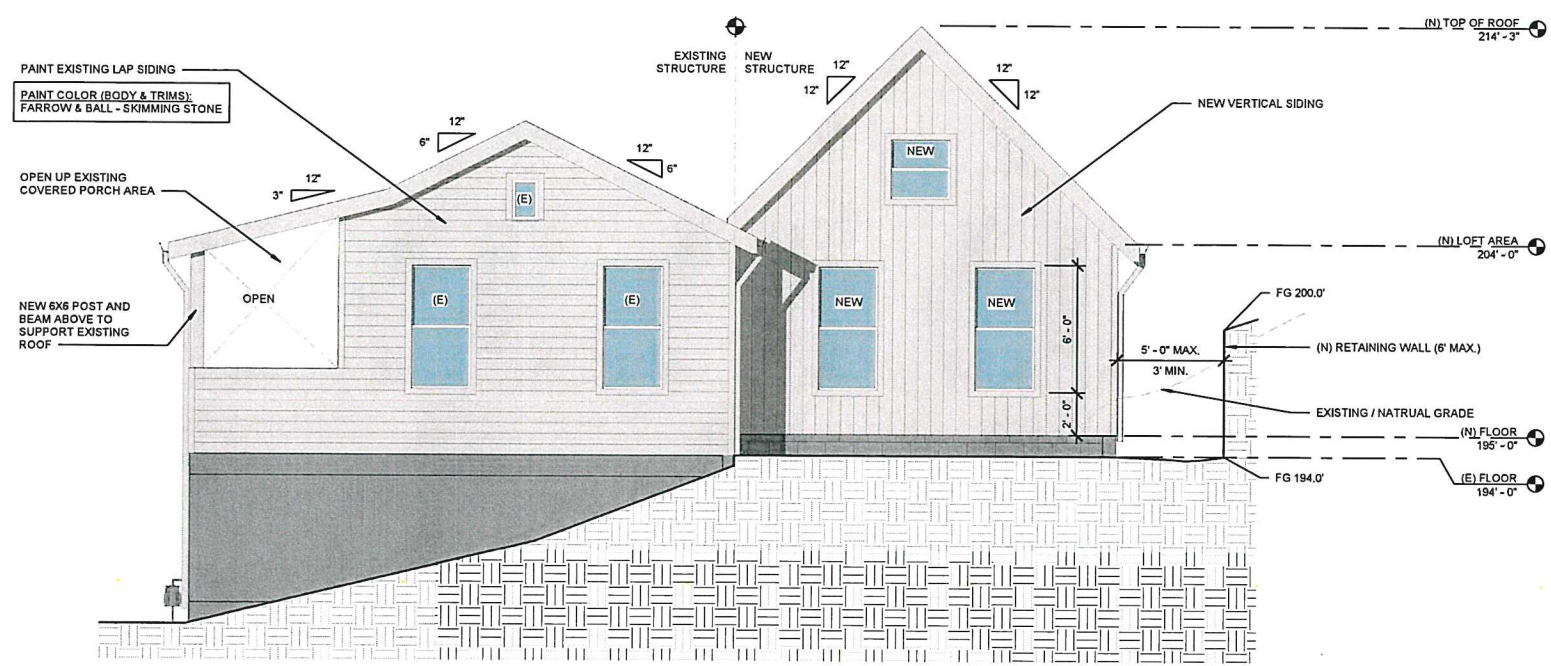 (N) TOP OF ROOF
214' - 3"
EXISTING
STRUCTURE
NEW
STRUCTURE
PAINT EXISTING LAP SIDING
PAINT COLOR (BODY & TRIMS):
FARROW & BALL - SKIMMING STONE
12"
12"
12"
12"
NEW VERTICAL SIDING
12"
6"
12"
6"
NEW
OPEN UP EXISTING
COVERED PORCH AREA
12"
3"
(E)
(N) LOFT AREA
204' - 0"
OPEN
(E)
(E)
NEW
NEW
6' - 0"
2' - 0"
NEW 6X6 POST AND
BEAM ABOVE TO
SUPPORT EXISTING
ROOF
FG 200.0'
5' - 0" MAX.
3' MIN.
(N) RETAINING WALL (6' MAX.)
EXISTING / NATRUAL GRADE
(N) FLOOR
195' - 0"
FG 194.0'
(E) FLOOR
194' - 0"